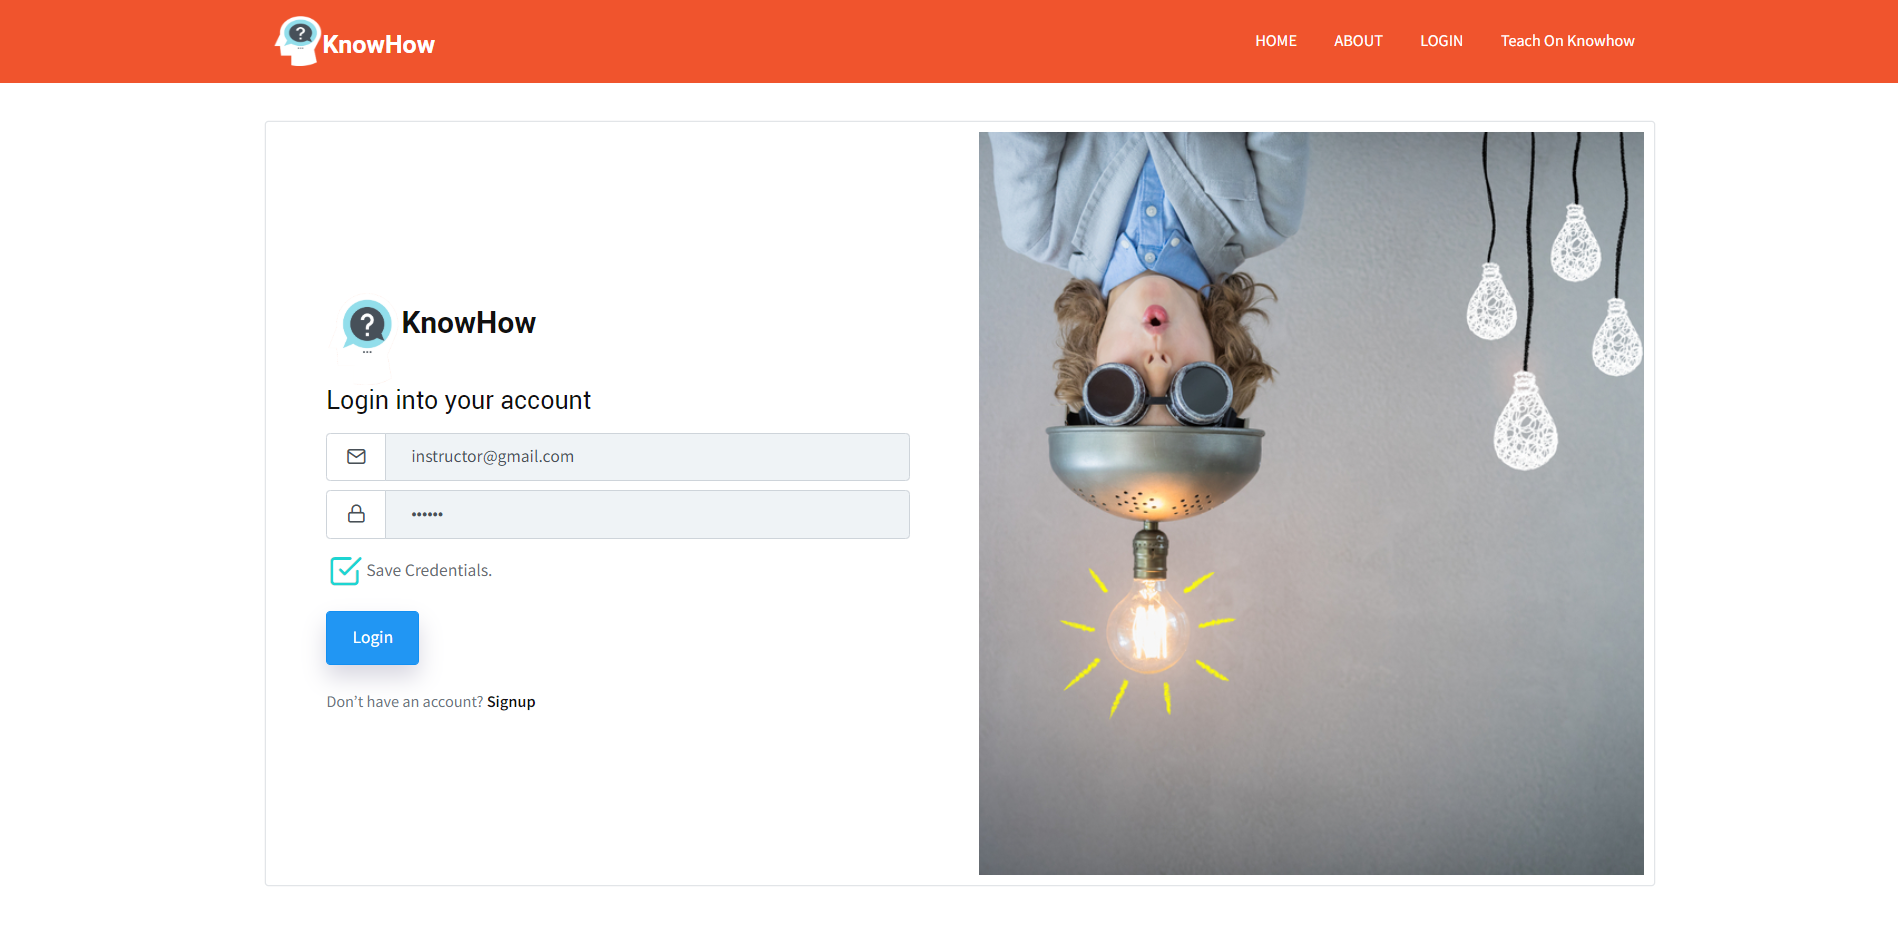 KnowHow
HOME ABOUT LOGIN Teach On Knowhow
KnowHow
Login into your account
instructor@gmail.com
••••••
Save Credentials.
Login
Don't have an account? Signup